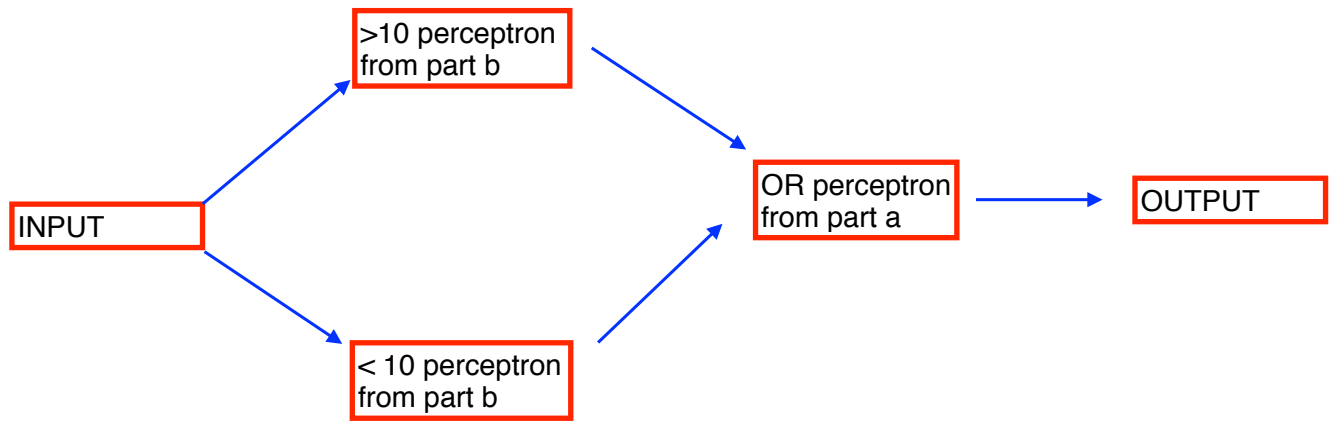 >10 perceptron
from part b
INPUT
OR perceptron
from part a
OUTPUT
< 10 perceptron
from part b